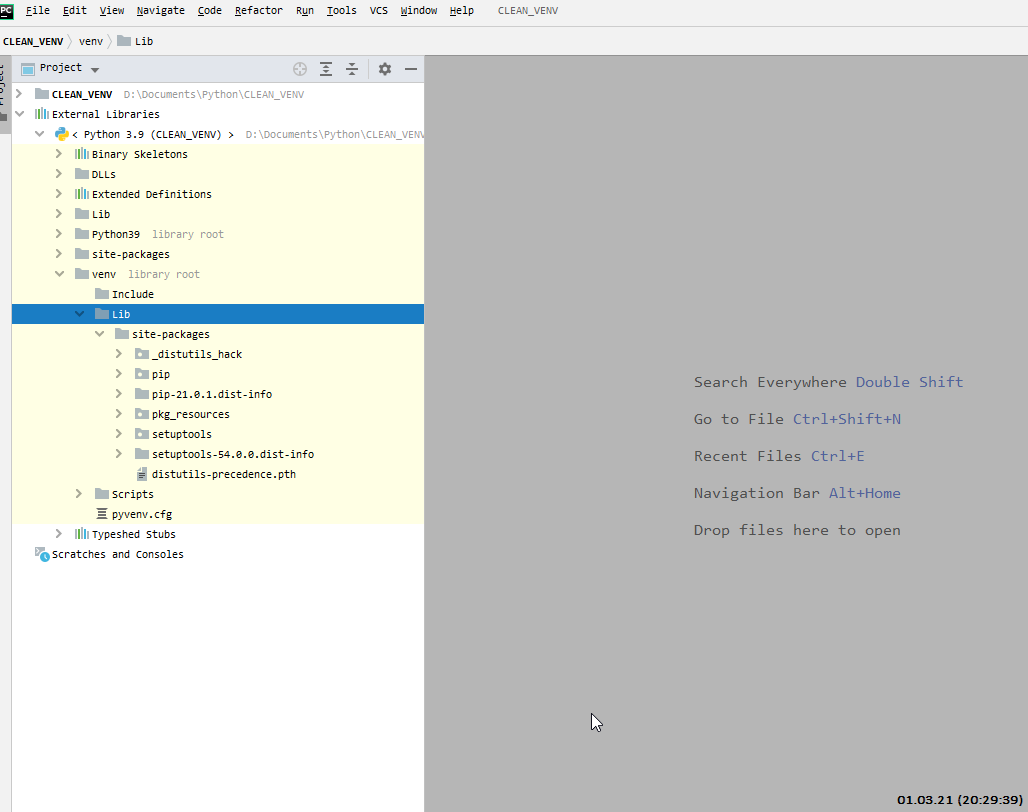 PC File Edit View Navigate Code Refactor Run Tools VCS Window Help CLEAN_VENV
CLEAN_VENV venv Lib
Project
CLEAN_VENV D:\Documents\Python\CLEAN_VENV
External Libraries
< Python 3.9 (CLEAN_VENV) > D:\Documents\Python\CLEAN_VENV
Binary Skeletons
DLLs
Extended Definitions
Lib
Python39 library root
site-packages
venv library root
Include
Lib
site-packages
_distutils_hack
pip
pip-21.0.1.dist-info
pkg_resources
setuptools
setuptools-54.0.0.dist-info
distutils-precedence.pth
Scripts
pyvenv.cfg
Typeshed Stubs
Scratches and Consoles
Search Everywhere Double Shift
Go to File Ctrl+Shift+N
Recent Files Ctrl+E
Navigation Bar Alt+Home
Drop files here to open
01.03.21 (20:29:39)